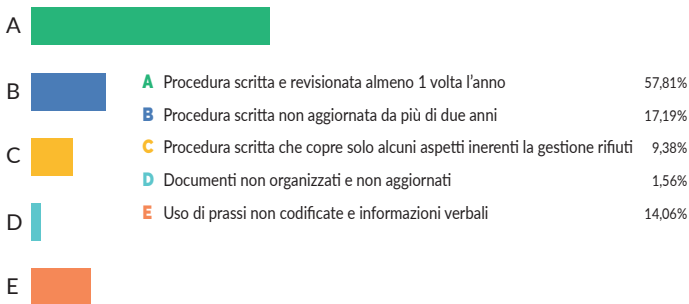 A
B
C
D
E
A Procedura scritta e revisionata almeno 1 volta l'anno 57,81%
B Procedura scritta non aggiornata da più di due anni 17,19%
C Procedura scritta che copre solo alcuni aspetti inerenti la gestione rifiuti 9,38%
D Documenti non organizzati e non aggiornati 1,56%
E Uso di prassi non codificate e informazioni verbali 14,06%